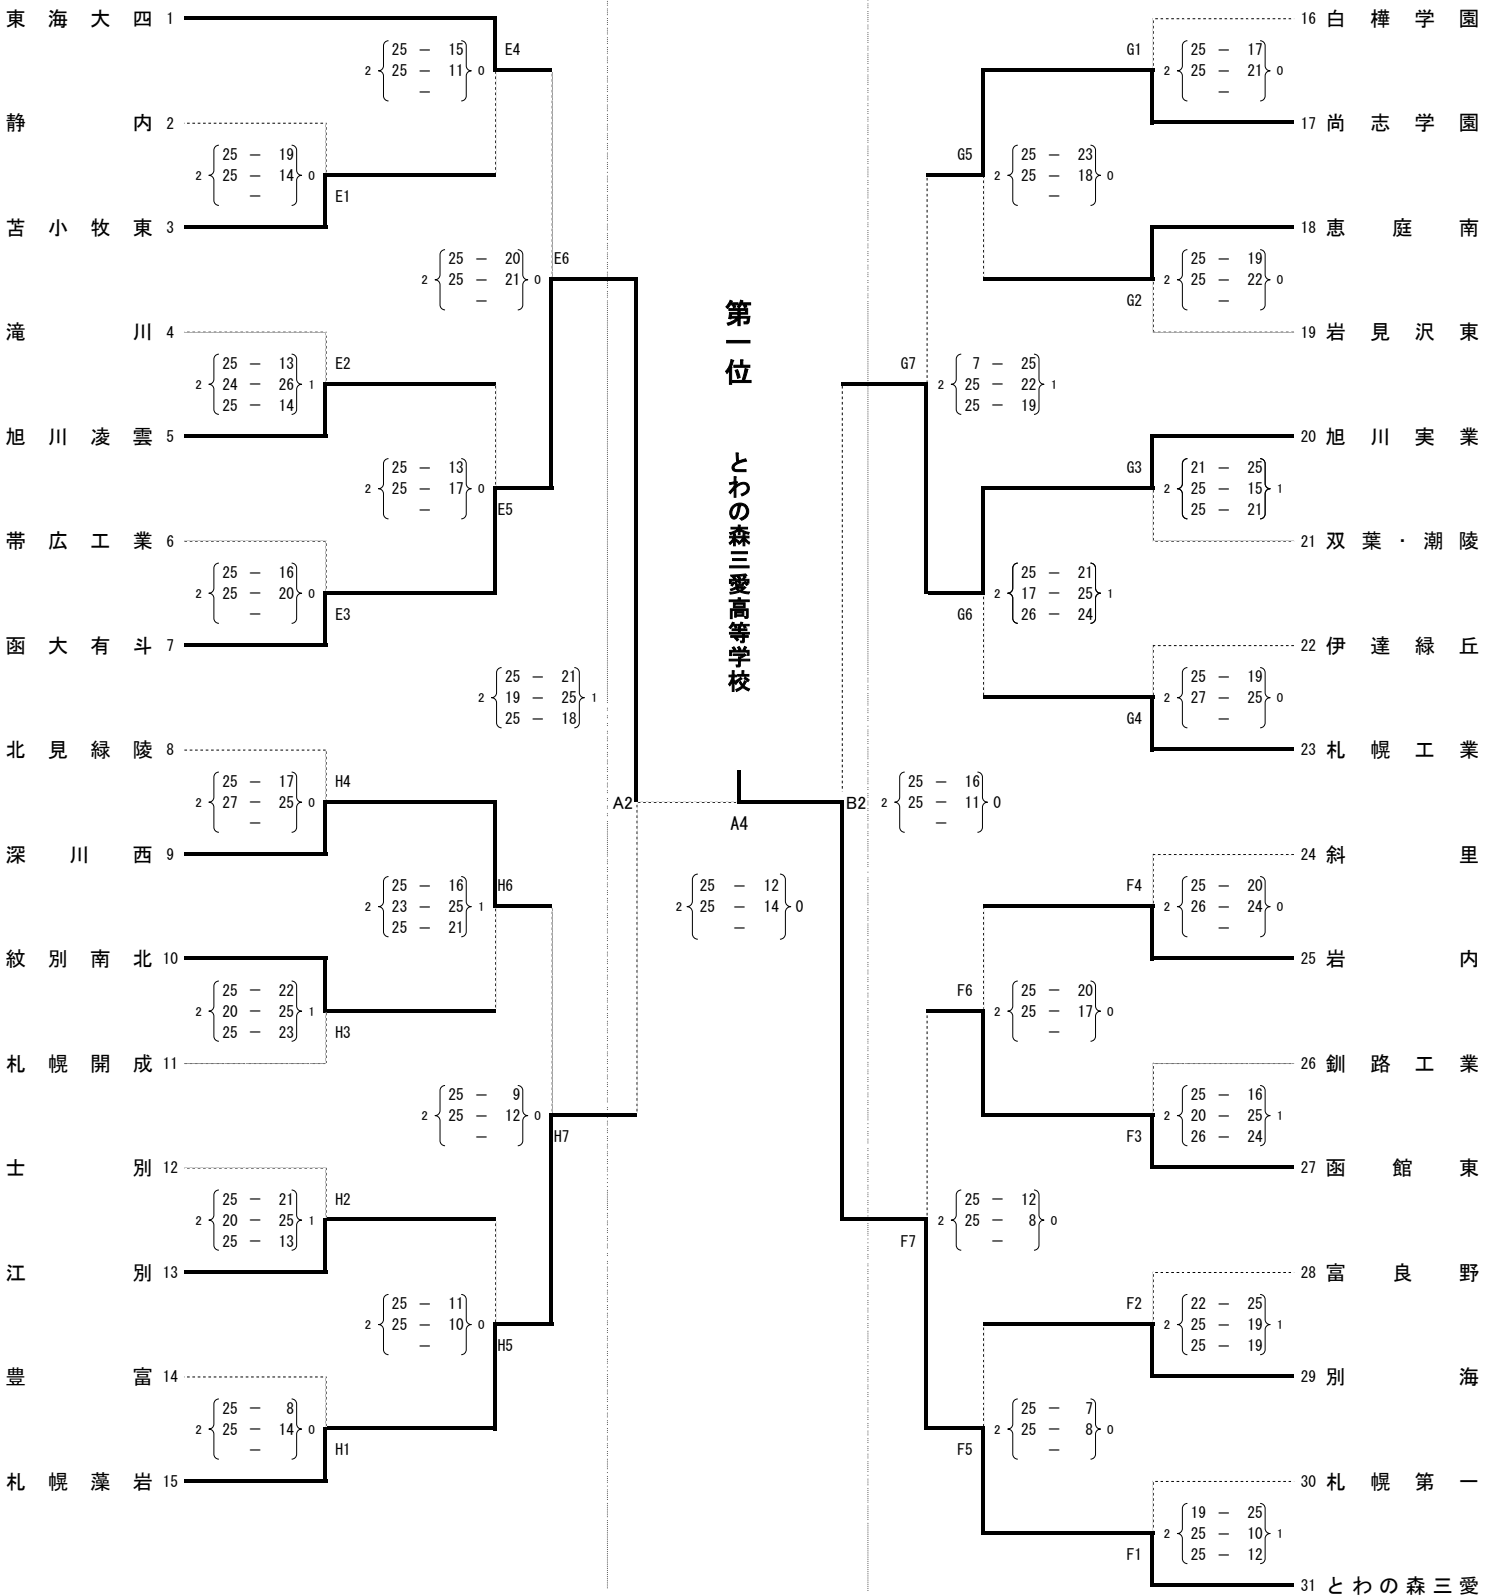 東海大四 1
25 － 15
2 25 － 11 0
－
E4
静内 2
25 － 19
2 25 － 14 0
－
E1
苫小牧東 3
25 － 20
2 25 － 21 0
－
E6
滝川 4
25 － 13
2 24 － 26 1
25 － 14
E2
旭川凌雲 5
25 － 13
2 25 － 17 0
－
E5
帯広工業 6
25 － 16
2 25 － 20 0
－
E3
函大有斗 7
25 － 21
2 19 － 25 1
25 － 18
A2
北見緑陵 8
25 － 17
2 27 － 25 0
－
H4
深川西 9
25 － 16
2 23 － 25 1
25 － 21
H6
紋別南北 10
25 － 22
2 20 － 25 1
25 － 23
H3
札幌開成 11
25 － 9
2 25 － 12 0
－
H7
士別 12
25 － 21
2 20 － 25 1
25 － 13
H2
江別 13
25 － 11
2 25 － 10 0
－
H5
豊富 14
25 － 8
2 25 － 14 0
－
H1
札幌藻岩 15
第一位
とわの森三愛高等学校
A4
25 － 12
2 25 － 14 0
－
16 白樺学園
G1
25 － 17
2 25 － 21 0
－
17 尚志学園
G5
25 － 23
2 25 － 18 0
－
18 恵庭南
25 － 19
2 25 － 22 0
－
G2
19 岩見沢東
G7
7 － 25
2 25 － 22 1
25 － 19
20 旭川実業
G3
21 － 25
2 25 － 15 1
25 － 21
21 双葉・潮陵
25 － 21
2 17 － 25 1
26 － 24
G6
22 伊達緑丘
25 － 19
2 27 － 25 0
－
G4
23 札幌工業
B2
25 － 16
2 25 － 11 0
－
24 斜里
F4
25 － 20
2 26 － 24 0
－
25 岩内
F6
25 － 20
2 25 － 17 0
－
26 釧路工業
25 － 16
2 20 － 25 1
26 － 24
F3
27 函館東
25 － 12
2 25 － 8 0
－
F7
28 富良野
F2
22 － 25
2 25 － 19 1
25 － 19
29 別海
25 － 7
2 25 － 8 0
－
F5
30 札幌第一
19 － 25
2 25 － 10 1
25 － 12
F1
31 とわの森三愛